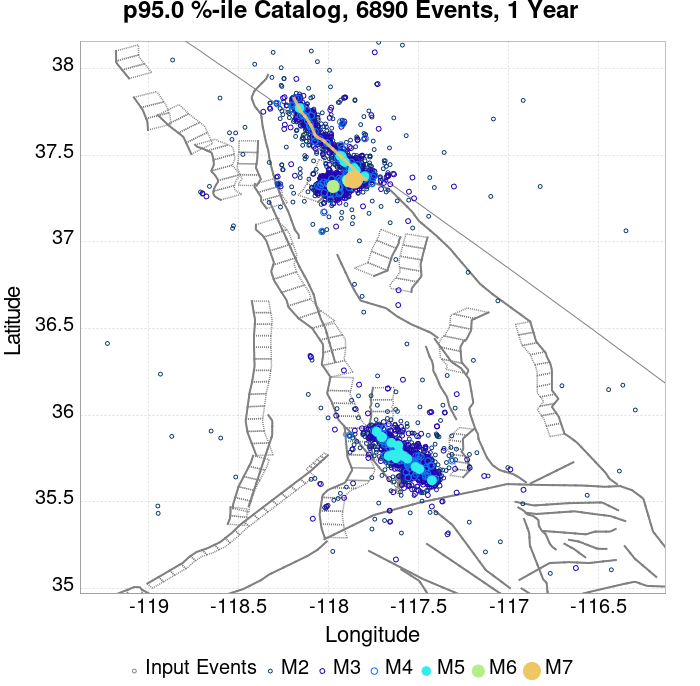 p95.0 %-ile Catalog, 6890 Events, 1 Year
38
37.5
37
36.5
36
35.5
35
Latitude
-119 -118.5 -118 -117.5 -117 -116.5
Longitude
Input Events M2 M3 M4 M5 M6 M7